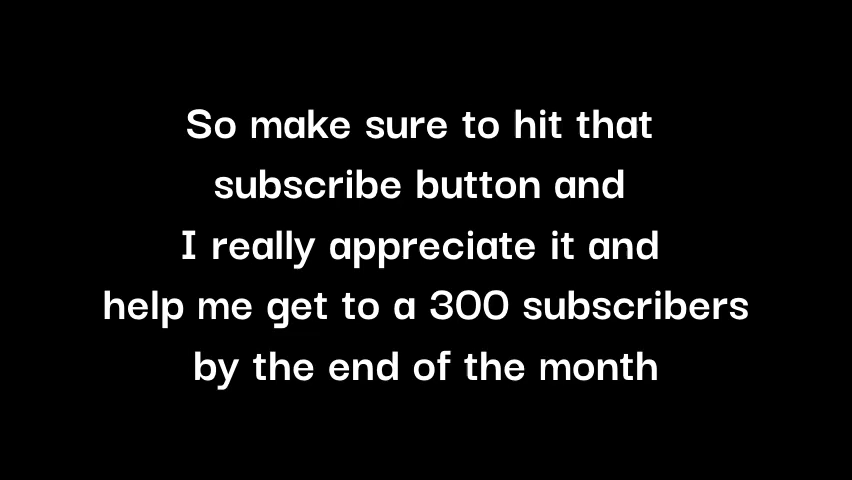 So make sure to hit that
subscribe button and
I really appreciate it and
help me get to a 300 subscribers
by the end of the month